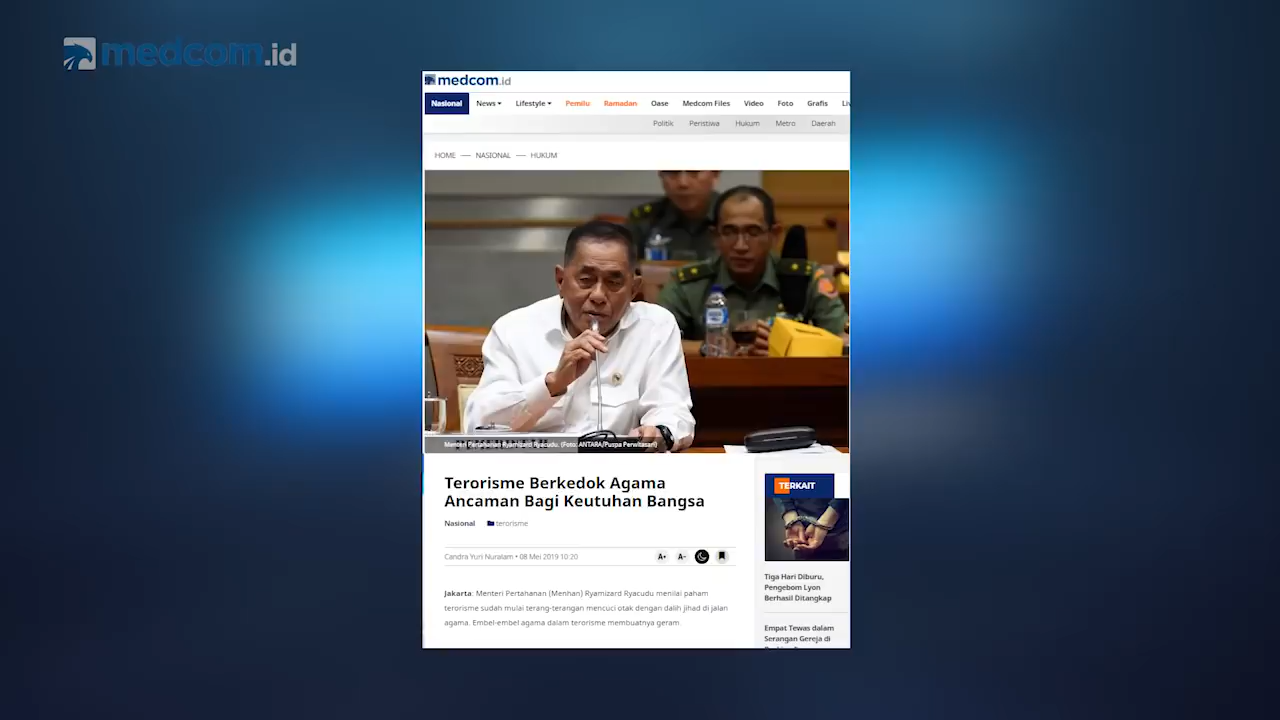 medcom.id
medcom.id
Nasional News Lifestyle Pemilu Ramadan Oase Medcom Files Video Foto Grafis
Politik Peristiwa Hukum Metro Daerah
HOME — NASIONAL — HUKUM
Menteri Pertahanan Ryamizard Ryacudu. (Foto: ANTARA/Puspa Perwitasari)
Terorisme Berkedok Agama
Ancaman Bagi Keutuhan Bangsa
Nasional terorisme
Candra Yuri Nuralam • 08 Mei 2019 10:20
A+ A-
Jakarta: Menteri Pertahanan (Menhan) Ryamizard Ryacudu menilai paham
terorisme sudah mulai terang-terangan mencuci otak dengan dalih jihad di jalan
agama. Embel-embel agama dalam terorisme membuatnya geram.
TERKAIT
Tiga Hari Diburu,
Pengebom Lyon
Berhasil Ditangkap
Empat Tewas dalam
Serangan Gereja di